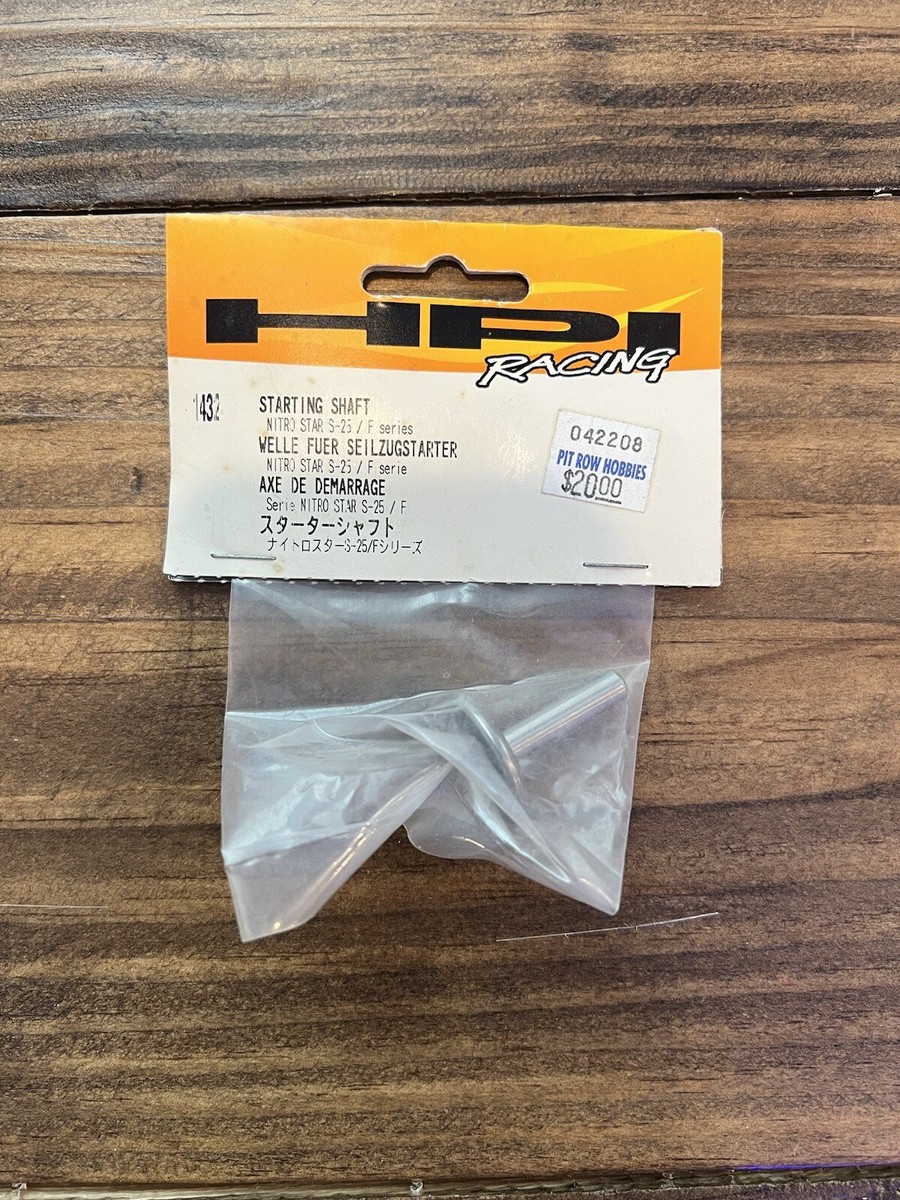 HPI
RACING
1432
STARTING SHAFT
NITRO STAR S-25 / F series
WELLE FUER SEILZUGSTARTER
NITRO STAR S-25 / F serie
AXE DE DEMARRAGE
Serie NITRO STAR S-25 / F
スターターシャフト
ナイトロスターS-25/Fシリーズ
042208
PIT ROW HOBBIES
$20.00